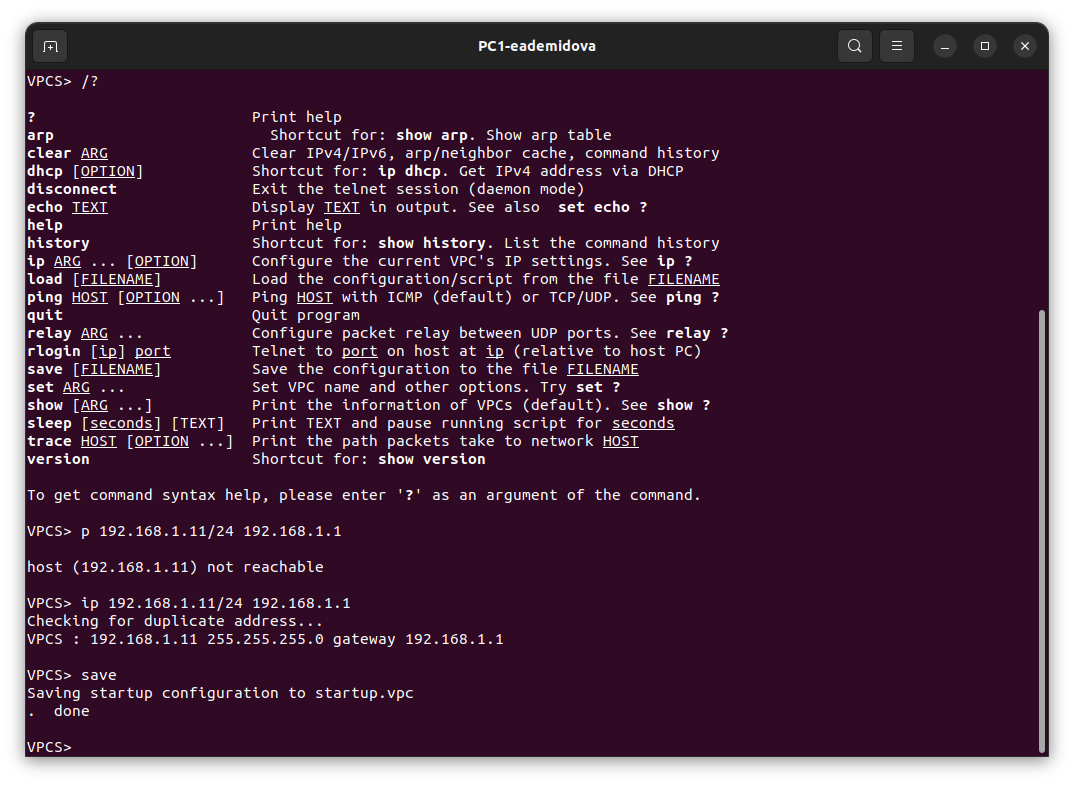 PC1-eademidova
VPCS> /?
? Print help
arp Shortcut for: show arp. Show arp table
clear ARG Clear IPv4/IPv6, arp/neighbor cache, command history
dhcp [OPTION] Shortcut for: ip dhcp. Get IPv4 address via DHCP
disconnect Exit the telnet session (daemon mode)
echo TEXT Display TEXT in output. See also  set echo ?
help Print help
history Shortcut for: show history. List the command history
ip ARG ... [OPTION] Configure the current VPC's IP settings. See ip ?
load [FILENAME] Load the configuration/script from the file FILENAME
ping HOST [OPTION ...] Ping HOST with ICMP (default) or TCP/UDP. See ping ?
quit Quit program
relay ARG ... Configure packet relay between UDP ports. See relay ?
rlogin [ip] port Telnet to port on host at ip (relative to host PC)
save [FILENAME] Save the configuration to the file FILENAME
set ARG ... Set VPC name and other options. Try set ?
show [ARG ...] Print the information of VPCs (default). See show ?
sleep [seconds] [TEXT] Print TEXT and pause running script for seconds
trace HOST [OPTION ...] Print the path packets take to network HOST
version Shortcut for: show version
To get command syntax help, please enter '?' as an argument of the command.
VPCS> p 192.168.1.11/24 192.168.1.1
host (192.168.1.11) not reachable
VPCS> ip 192.168.1.11/24 192.168.1.1
Checking for duplicate address...
VPCS : 192.168.1.11 255.255.255.0 gateway 192.168.1.1
VPCS> save
Saving startup configuration to startup.vpc
.  done
VPCS>